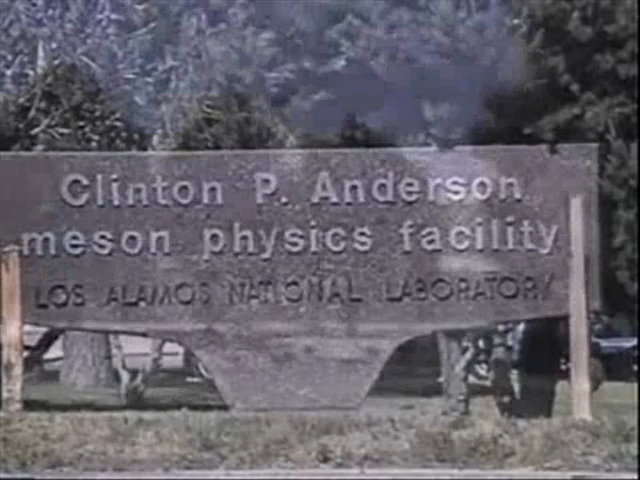 Clinton P. Anderson
meson physics facility
LOS ALAMOS NATIONAL LABORATORY